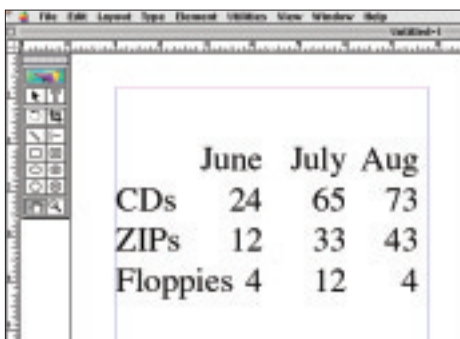 File Edit Layout Type Element Utilities View Window Help
Untitled-1
June July Aug
CDs 24 65 73
ZIPs 12 33 43
Floppies 4 12 4